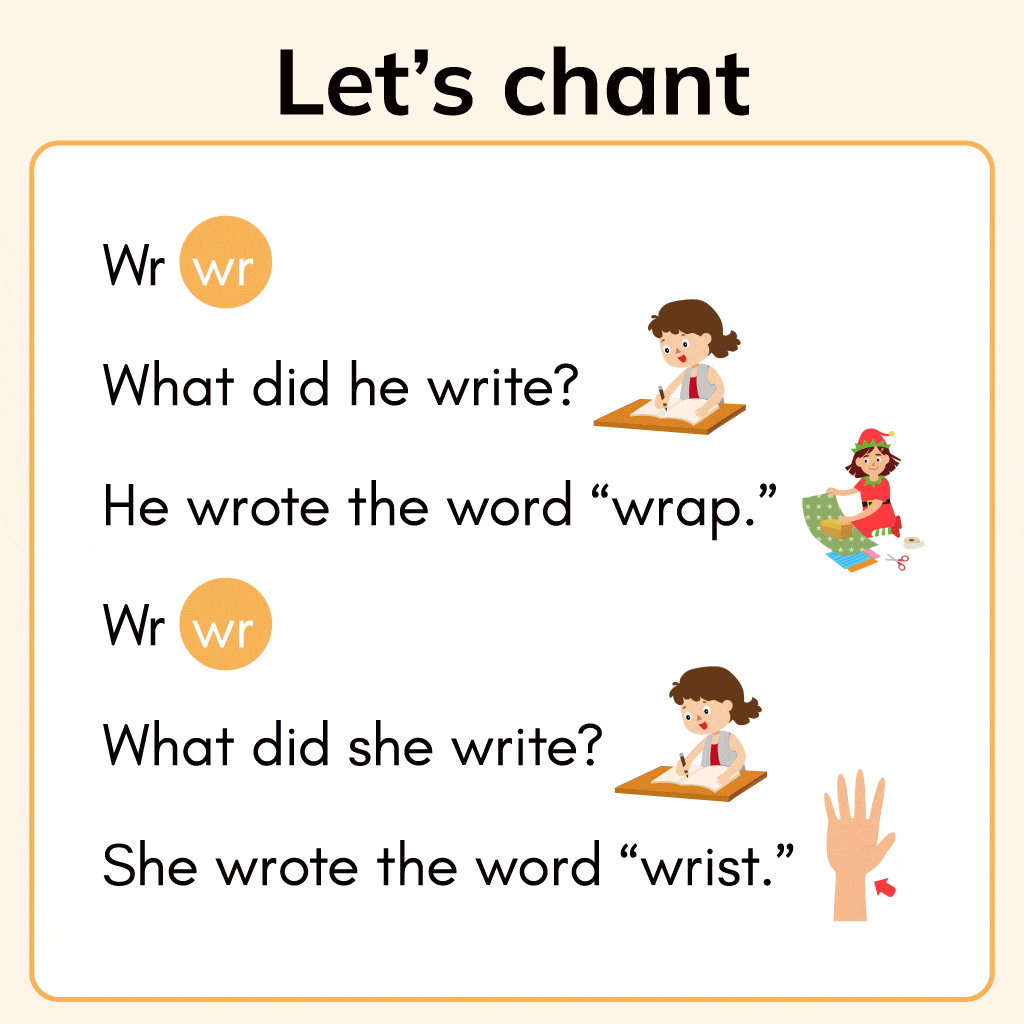 Let’s chant
Wr wr
What did he write?
He wrote the word “wrap.”
Wr wr
What did she write?
She wrote the word “wrist.”